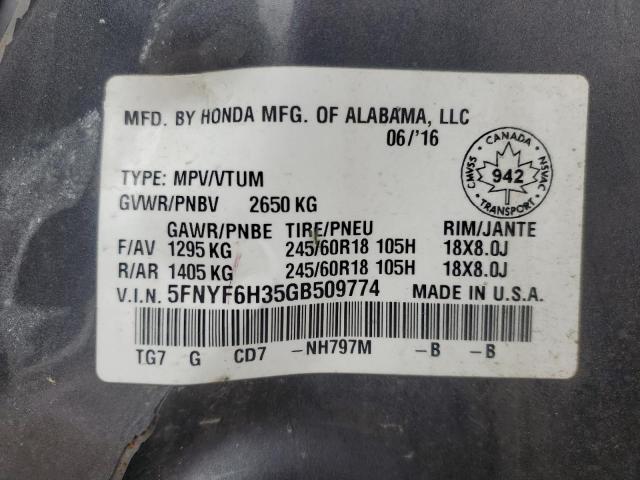 MFD. BY HONDA MFG. OF ALABAMA, LLC
06/'16
CANADA
CMVSS 942 NSVAC
TRANSPORT
TYPE: MPV/VTUM
GVWR/PNBV 2650 KG
GAWR/PNBE TIRE/PNEU RIM/JANTE
F/AV 1295 KG 245/60R18 105H 18X8.0J
R/AR 1405 KG 245/60R18 105H 18X8.0J
V.I.N. 5FNYF6H35GB509774 MADE IN U.S.A.
TG7 G CD7 -NH797M -B -B